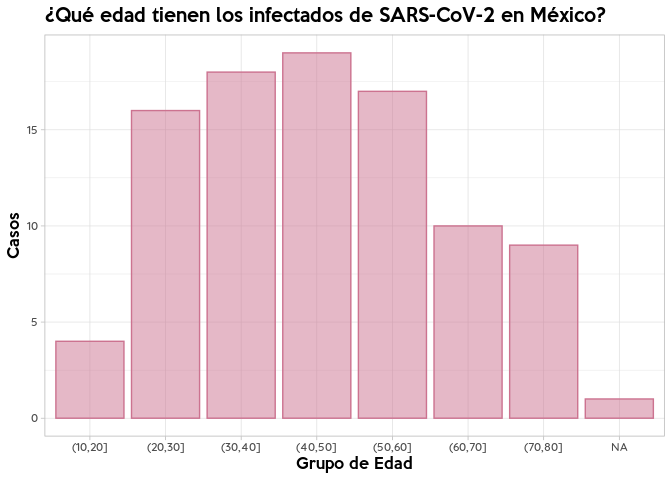 ¿Qué edad tienen los infectados de SARS-CoV-2 en México?
Casos
15
10
5
0
(10,20] (20,30] (30,40] (40,50] (50,60] (60,70] (70,80] NA
Grupo de Edad